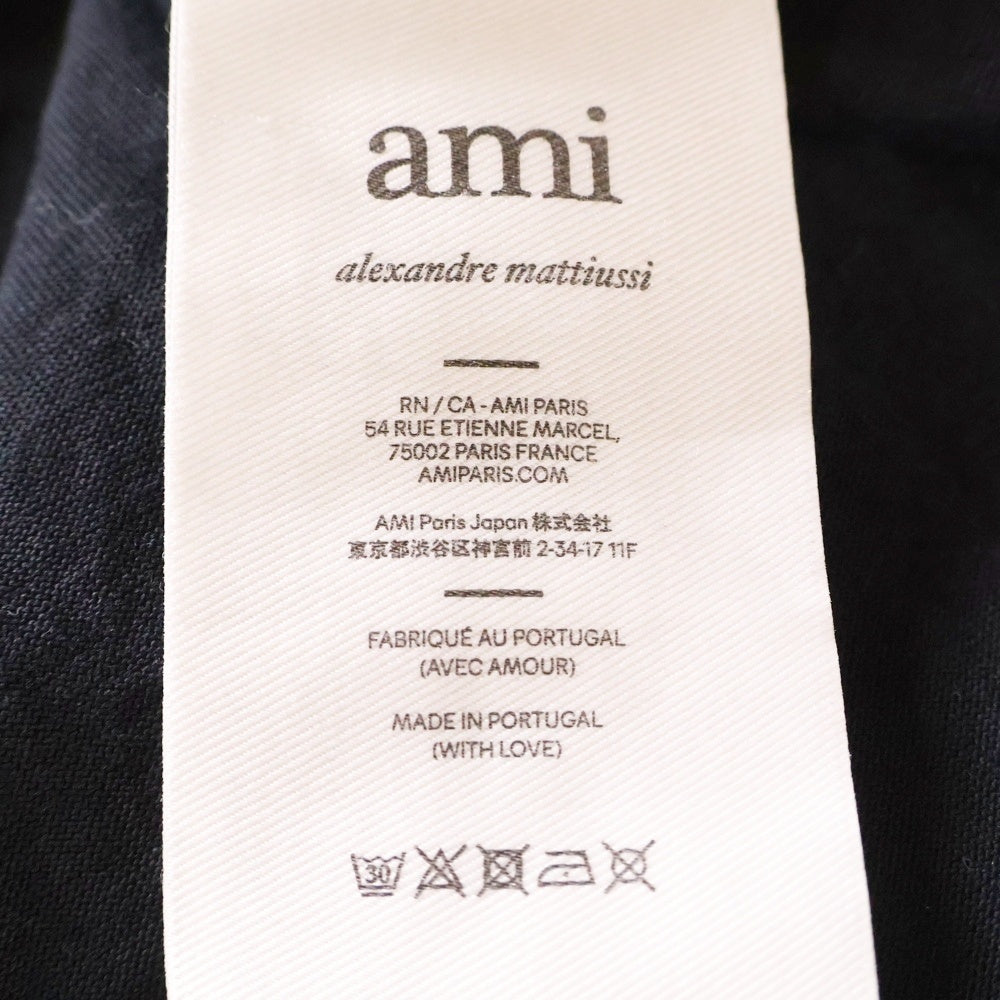 ami
alexandre mattiussi
RN / CA - AMI PARIS
54 RUE ETIENNE MARCEL,
75002 PARIS FRANCE
AMIPARIS.COM
AMI Paris Japan 株式会社
東京都渋谷区神宮前 2-34-17 11F
FABRIQUÉ AU PORTUGAL
(AVEC AMOUR)
MADE IN PORTUGAL
(WITH LOVE)
30